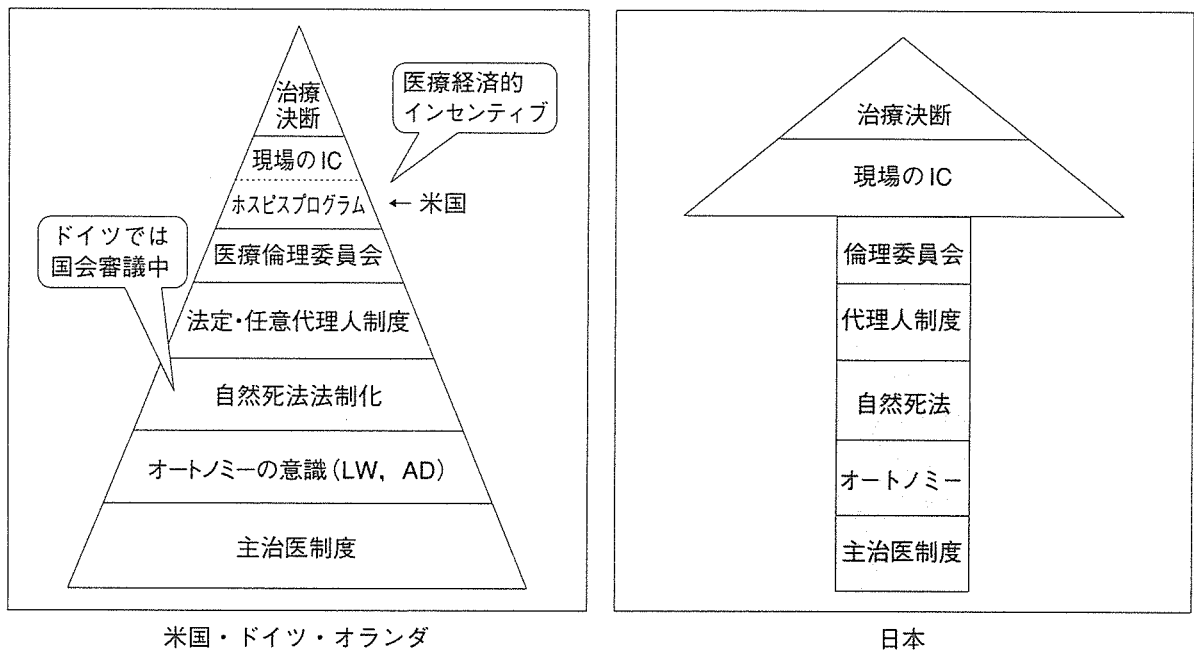 治療
決断
医療経済的
インセンティブ
現場のIC
ホスピスプログラム
← 米国
ドイツでは
国会審議中
医療倫理委員会
法定・任意代理人制度
自然死法法制化
オートノミーの意識(LW, AD)
主治医制度
米国・ドイツ・オランダ
治療決断
現場のIC
倫理委員会
代理人制度
自然死法
オートノミー
主治医制度
日本